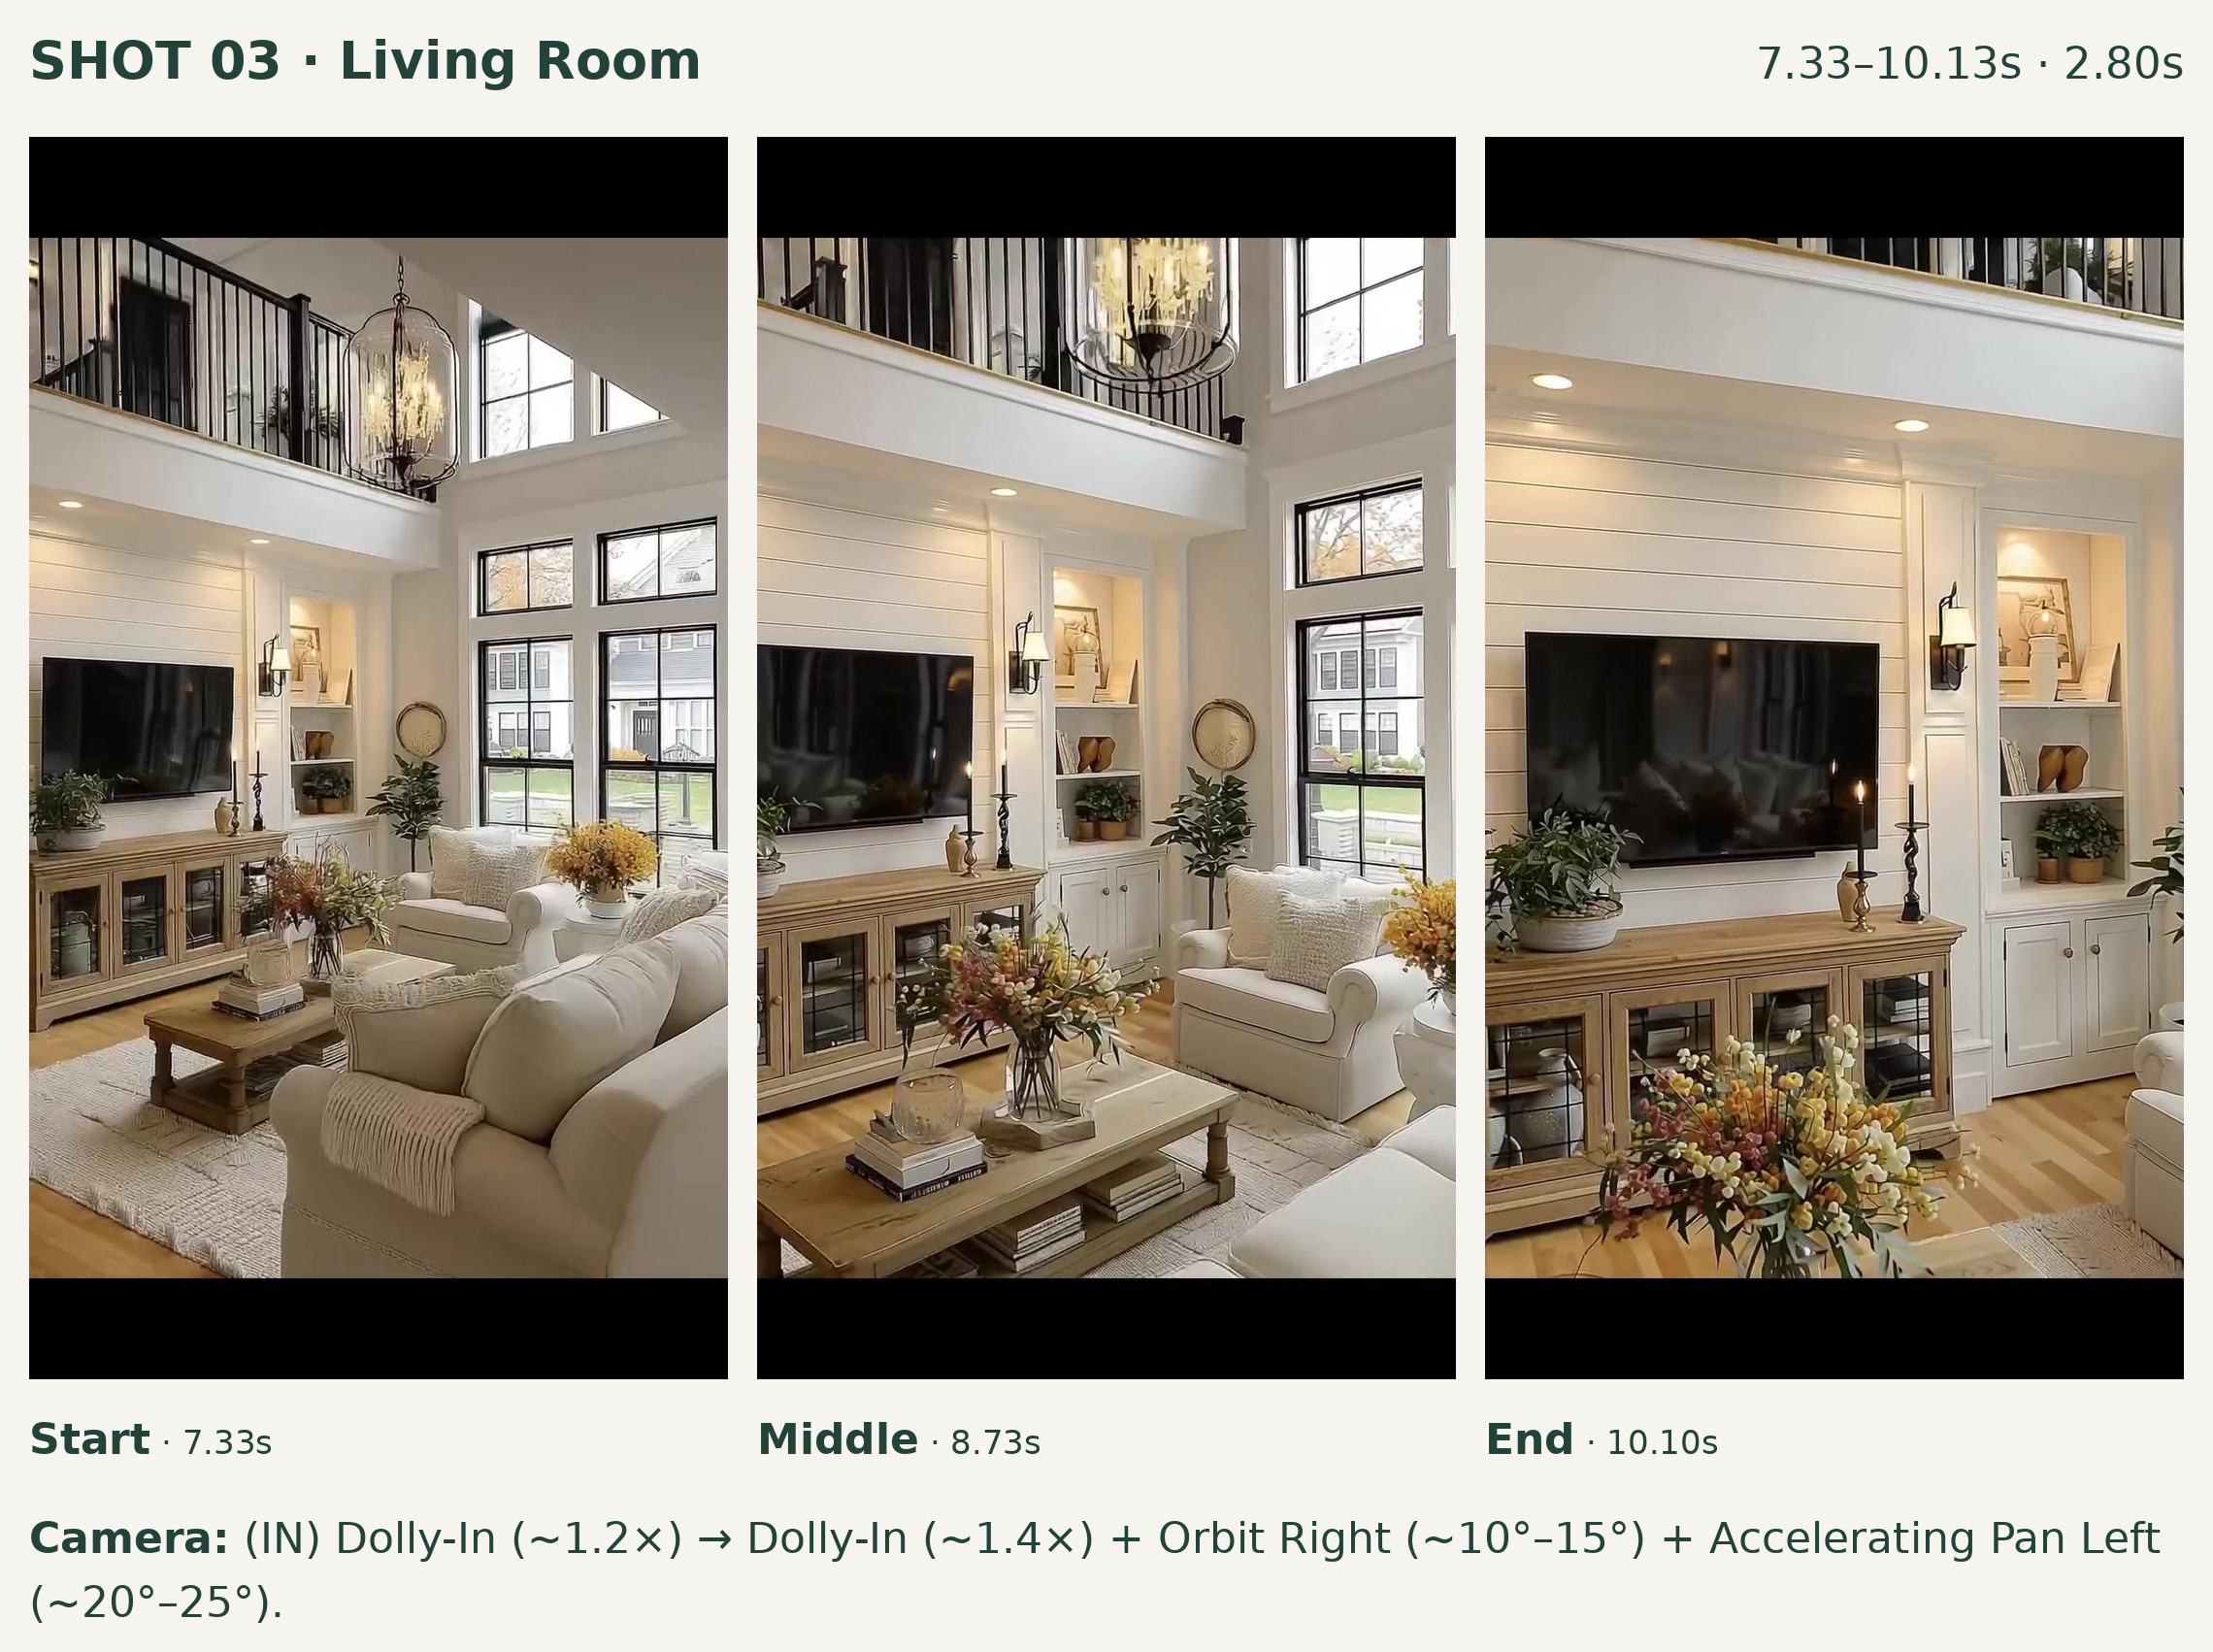 SHOT 03 · Living Room
7.33–10.13s · 2.80s
Start · 7.33s
Middle · 8.73s
End · 10.10s
Camera: (IN) Dolly-In (~1.2×) → Dolly-In (~1.4×) + Orbit Right (~10°–15°) + Accelerating Pan Left
(~20°–25°).